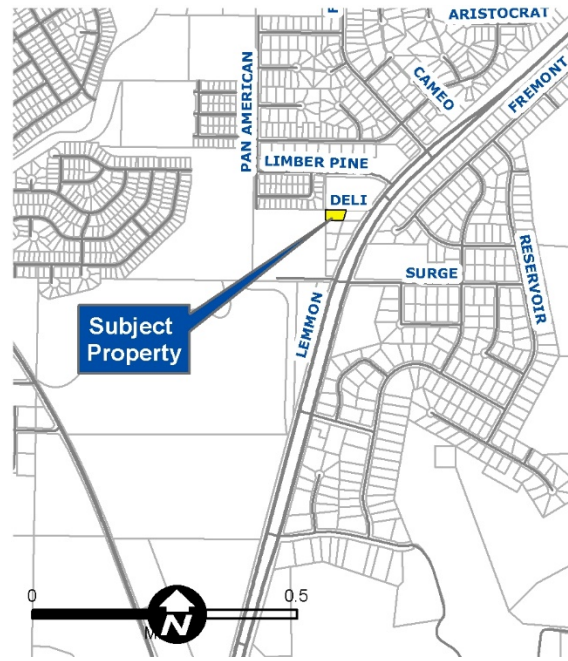 ARISTOCRAT
CAMEO
FREMONT
PAN AMERICAN
LIMBER PINE
DELI
RESERVOIR
SURGE
LEMMON
Subject
Property
0
0.5
N